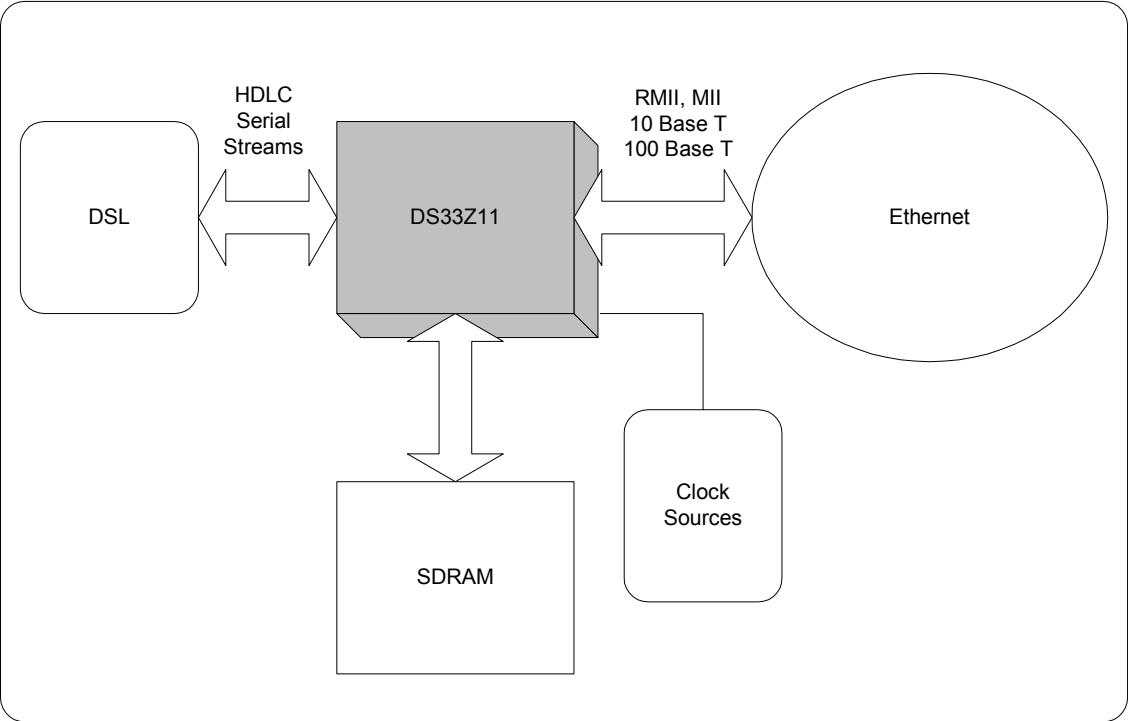 HDLC
Serial
Streams
RMII, MII
10 Base T
100 Base T
DSL
DS33Z11
Ethernet
Clock
Sources
SDRAM